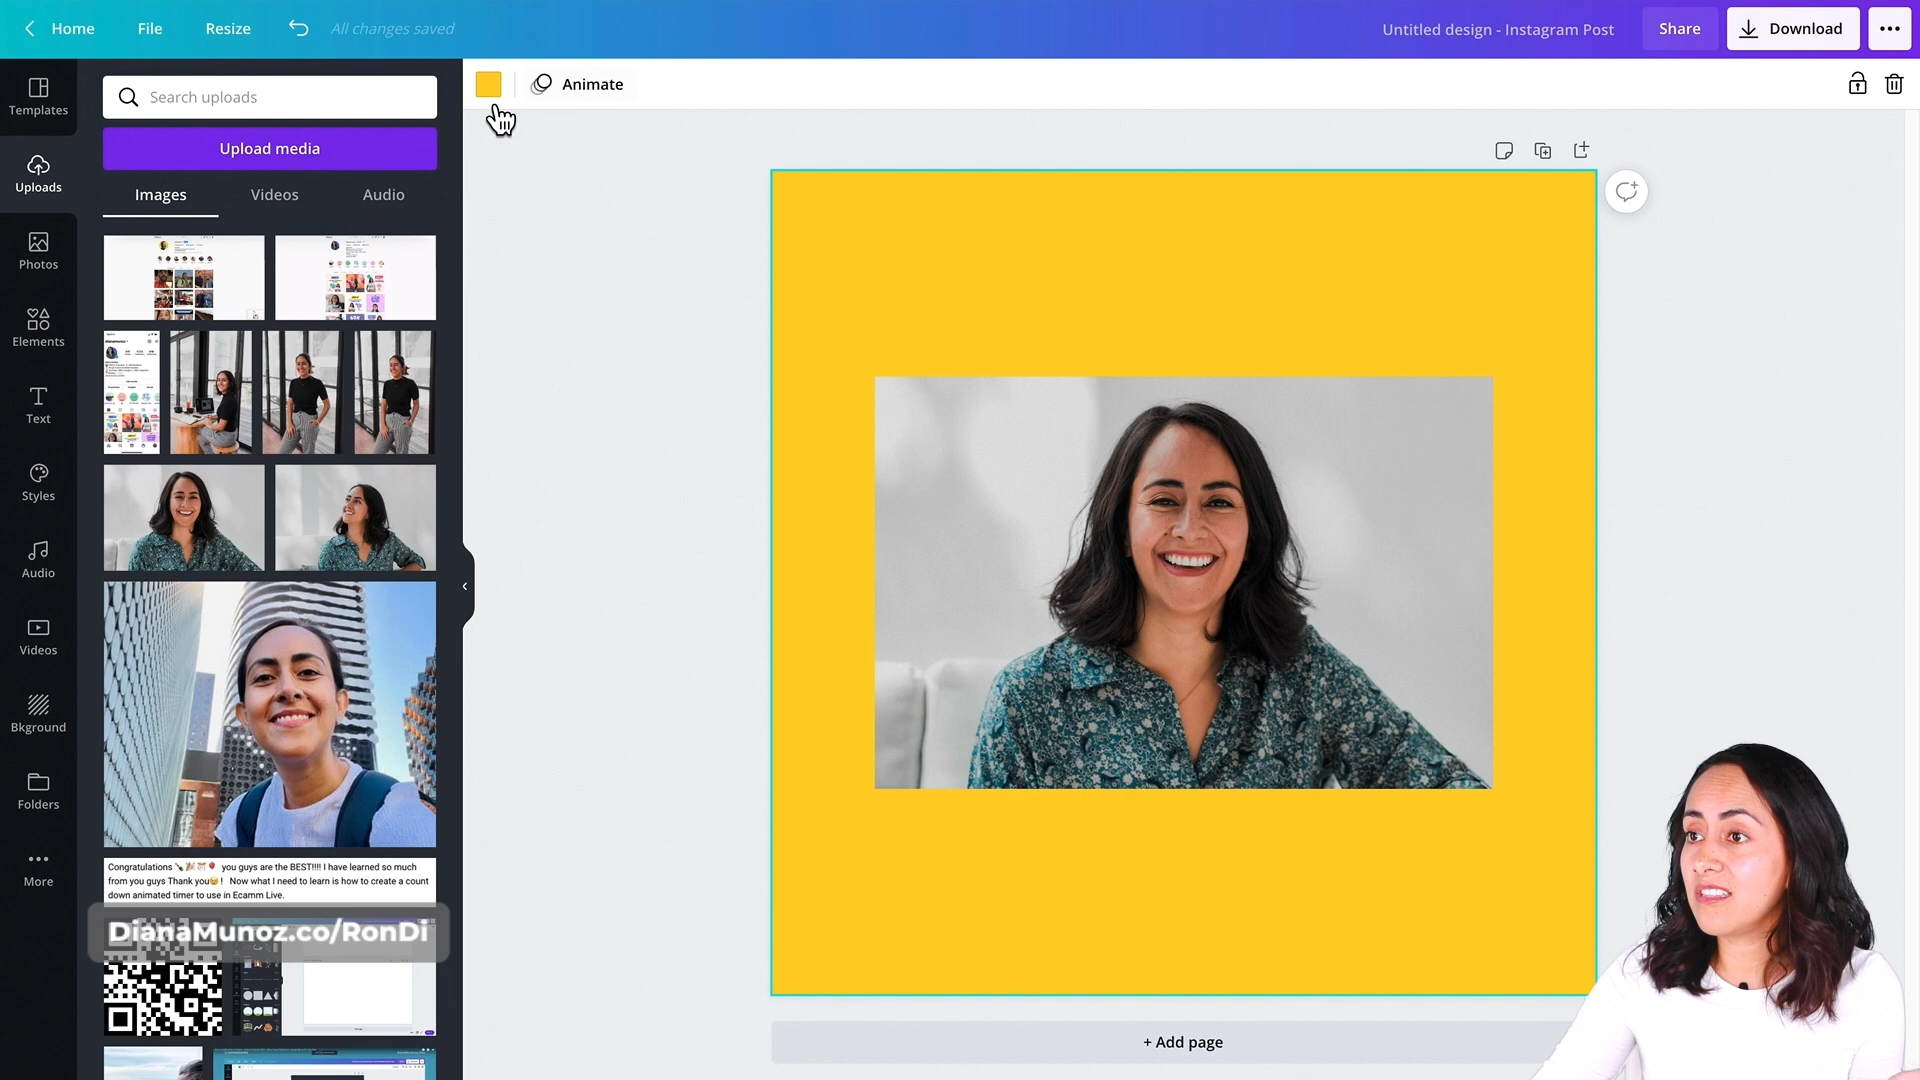 Home
File
Resize
All changes saved
Untitled design - Instagram Post
Share
Download
Templates
Uploads
Photos
Elements
Text
Styles
Audio
Videos
Bkground
Folders
More
Search uploads
Upload media
Images
Videos
Audio
Animate
Congratulations 🍾🎉🎊🎈 you guys are the BEST!!!! I have learned so much
from you guys Thank you😉! Now what I need to learn is how to create a count
down animated timer to use in Ecamm Live.
DianaMunoz.co/RonDi
+ Add page